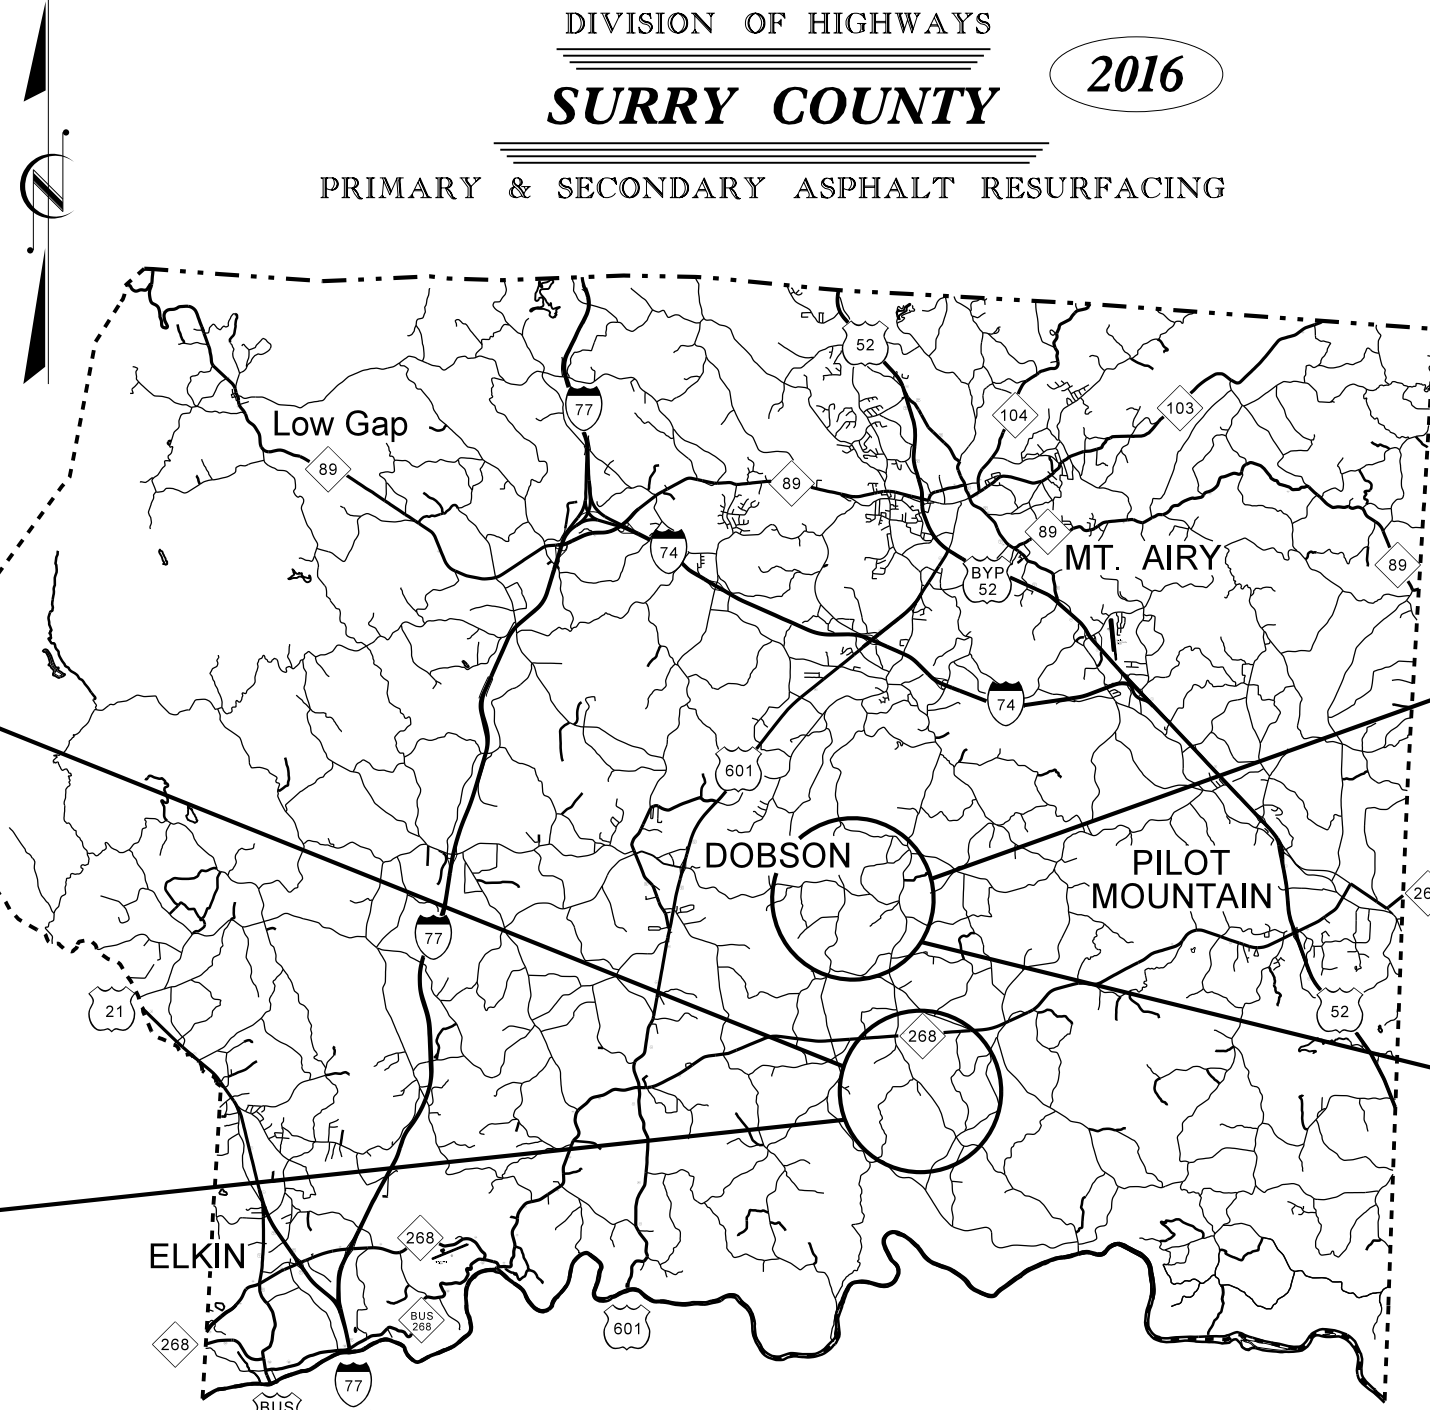 DIVISION OF HIGHWAYS
SURRY COUNTY
2016
PRIMARY & SECONDARY ASPHALT RESURFACING
N
52
77
104
103
Low Gap
89
89
89
MT. AIRY
74
BYP
52
89
74
601
DOBSON
PILOT
MOUNTAIN
26
77
21
52
268
268
ELKIN
BUS
268
601
268
77
BUS